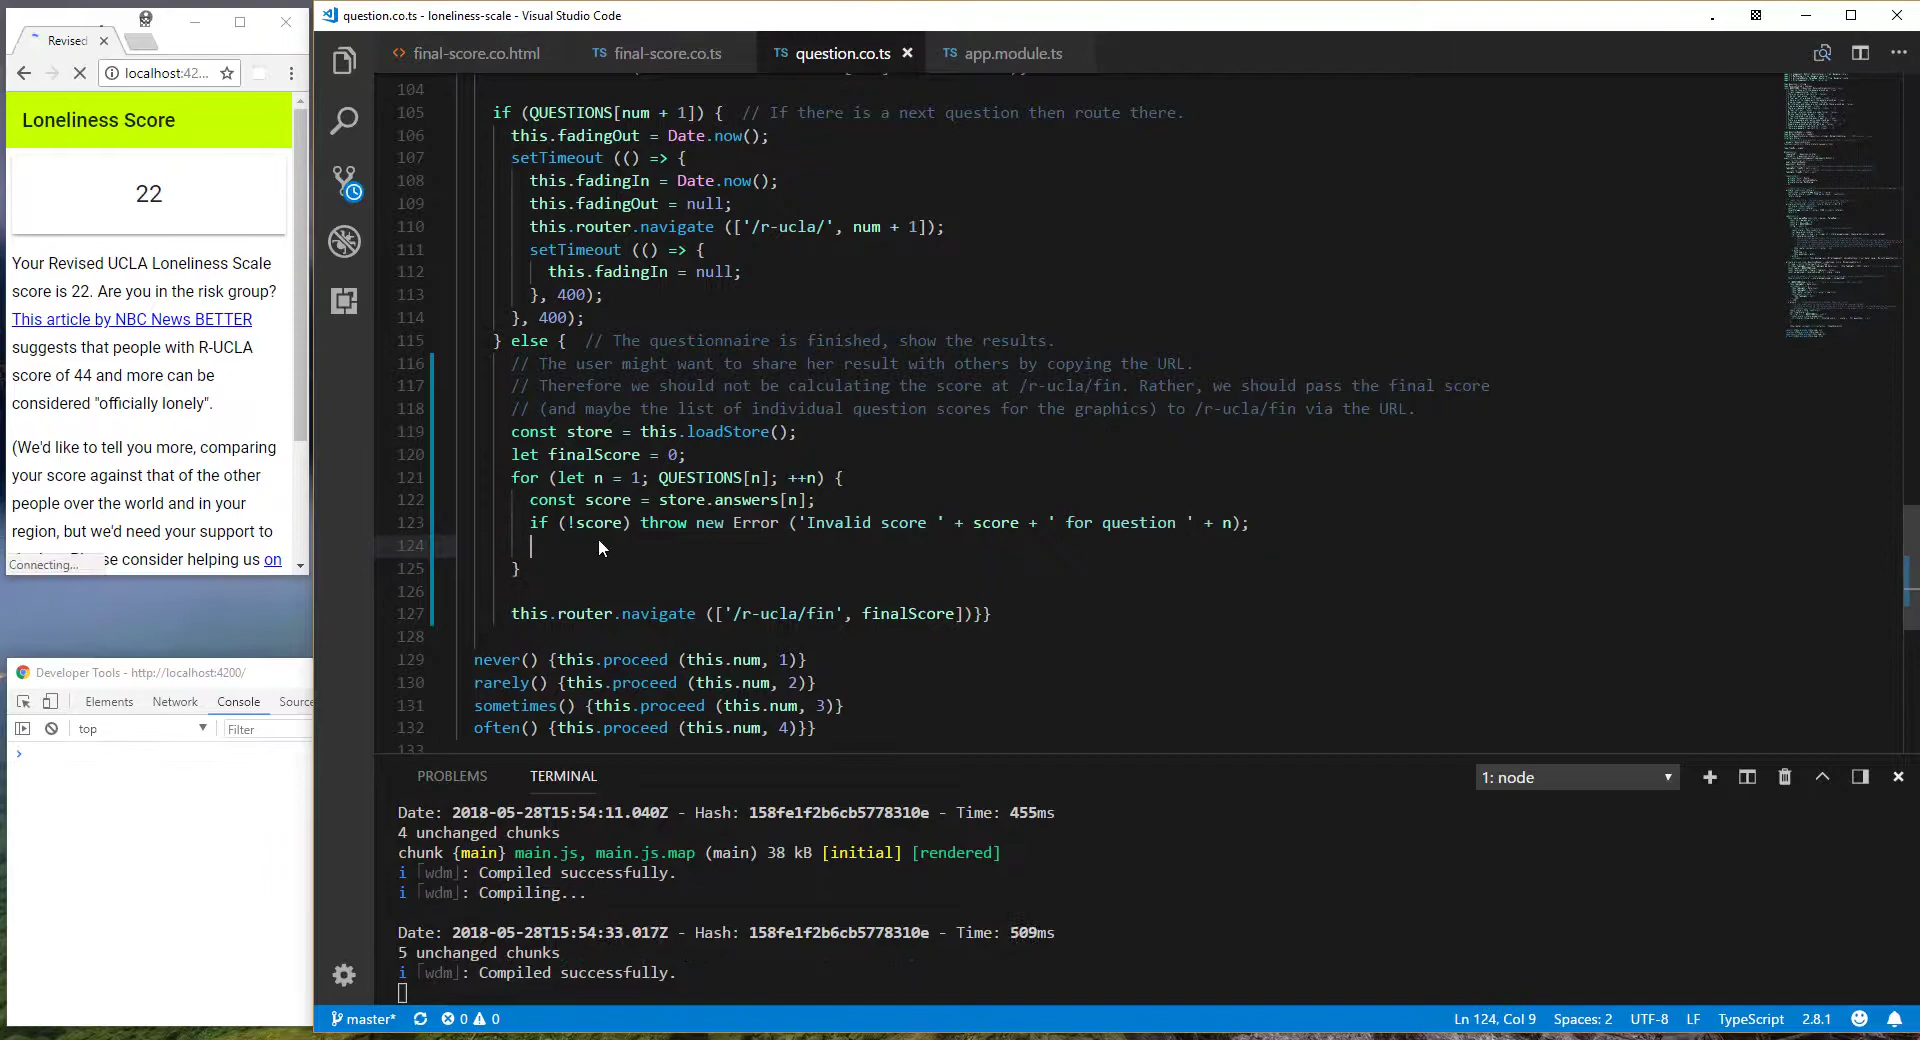 Revised
localhost:42...
Loneliness Score
22
Your Revised UCLA Loneliness Scale
score is 22. Are you in the risk group?
This article by NBC News BETTER
suggests that people with R-UCLA
score of 44 and more can be
considered "officially lonely".
(We'd like to tell you more, comparing
your score against that of the other
people over the world and in your
region, but we'd need your support to
se consider helping us on
Connecting...
Developer Tools - http://localhost:4200/
Elements Network Console Sourc
top Filter
question.co.ts - loneliness-scale - Visual Studio Code
final-score.co.html TS final-score.co.ts TS question.co.ts TS app.module.ts
104
105 if (QUESTIONS[num + 1]) { // If there is a next question then route there.
106 this.fadingOut = Date.now();
107 setTimeout (() => {
108 this.fadingIn = Date.now();
109 this.fadingOut = null;
110 this.router.navigate (['/r-ucla/', num + 1]);
111 setTimeout (() => {
112 this.fadingIn = null;
113 }, 400);
114 }, 400);
115 } else { // The questionnaire is finished, show the results.
116 // The user might want to share her result with others by copying the URL.
117 // Therefore we should not be calculating the score at /r-ucla/fin. Rather, we should pass the final score
118 // (and maybe the list of individual question scores for the graphics) to /r-ucla/fin via the URL.
119 const store = this.loadStore();
120 let finalScore = 0;
121 for (let n = 1; QUESTIONS[n]; ++n) {
122 const score = store.answers[n];
123 if (!score) throw new Error ('Invalid score ' + score + ' for question ' + n);
124
125 }
126
127 this.router.navigate (['/r-ucla/fin', finalScore])}}
128
129 never() {this.proceed (this.num, 1)}
130 rarely() {this.proceed (this.num, 2)}
131 sometimes() {this.proceed (this.num, 3)}
132 often() {this.proceed (this.num, 4)}}
133
PROBLEMS TERMINAL 1: node
Date: 2018-05-28T15:54:11.040Z - Hash: 158fe1f2b6cb5778310e - Time: 455ms
4 unchanged chunks
chunk {main} main.js, main.js.map (main) 38 kB [initial] [rendered]
i ｢wdm｣: Compiled successfully.
i ｢wdm｣: Compiling...
Date: 2018-05-28T15:54:33.017Z - Hash: 158fe1f2b6cb5778310e - Time: 509ms
5 unchanged chunks
i ｢wdm｣: Compiled successfully.
master* 0 0 Ln 124, Col 9 Spaces: 2 UTF-8 LF TypeScript 2.8.1